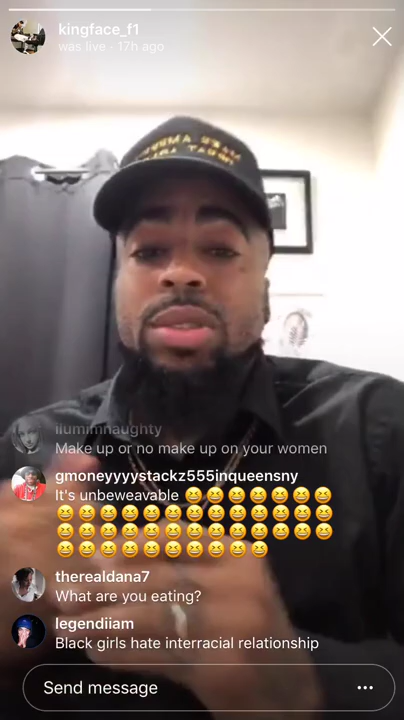 kingface_f1
was live · 17h ago
ilumimnaughty
Make up or no make up on your women
gmoneyyyystackz555inqueensny
It's unbeweavable 😆😆😆😆😆😆😆
😆😆😆😆😆😆😆😆😆😆😆😆😆
😆😆😆😆😆😆😆😆😆😆😆😆😆
😆😆😆😆😆😆😆😆😆😆
therealdana7
What are you eating?
legendiiam
Black girls hate interracial relationship
Send message